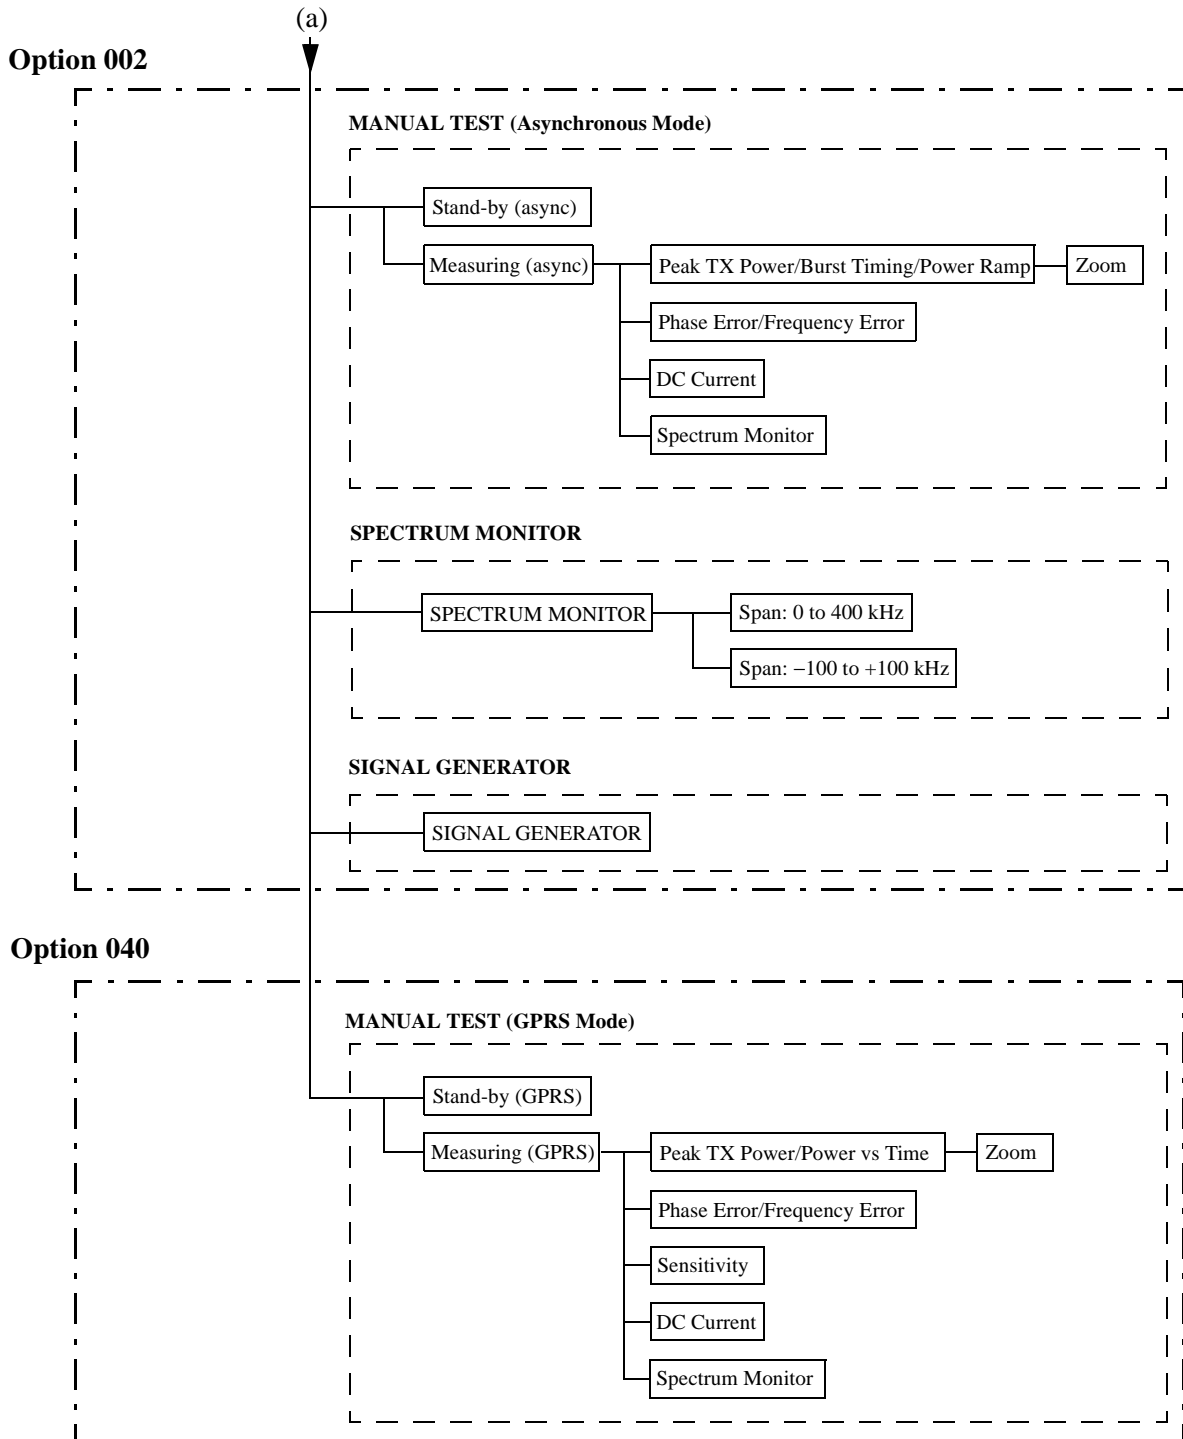 (a)
Option 002
MANUAL TEST (Asynchronous Mode)
Stand-by (async)
Measuring (async)
Peak TX Power/Burst Timing/Power Ramp
Zoom
Phase Error/Frequency Error
DC Current
Spectrum Monitor
SPECTRUM MONITOR
SPECTRUM MONITOR
Span: 0 to 400 kHz
Span: −100 to +100 kHz
SIGNAL GENERATOR
SIGNAL GENERATOR
Option 040
MANUAL TEST (GPRS Mode)
Stand-by (GPRS)
Measuring (GPRS)
Peak TX Power/Power vs Time
Zoom
Phase Error/Frequency Error
Sensitivity
DC Current
Spectrum Monitor